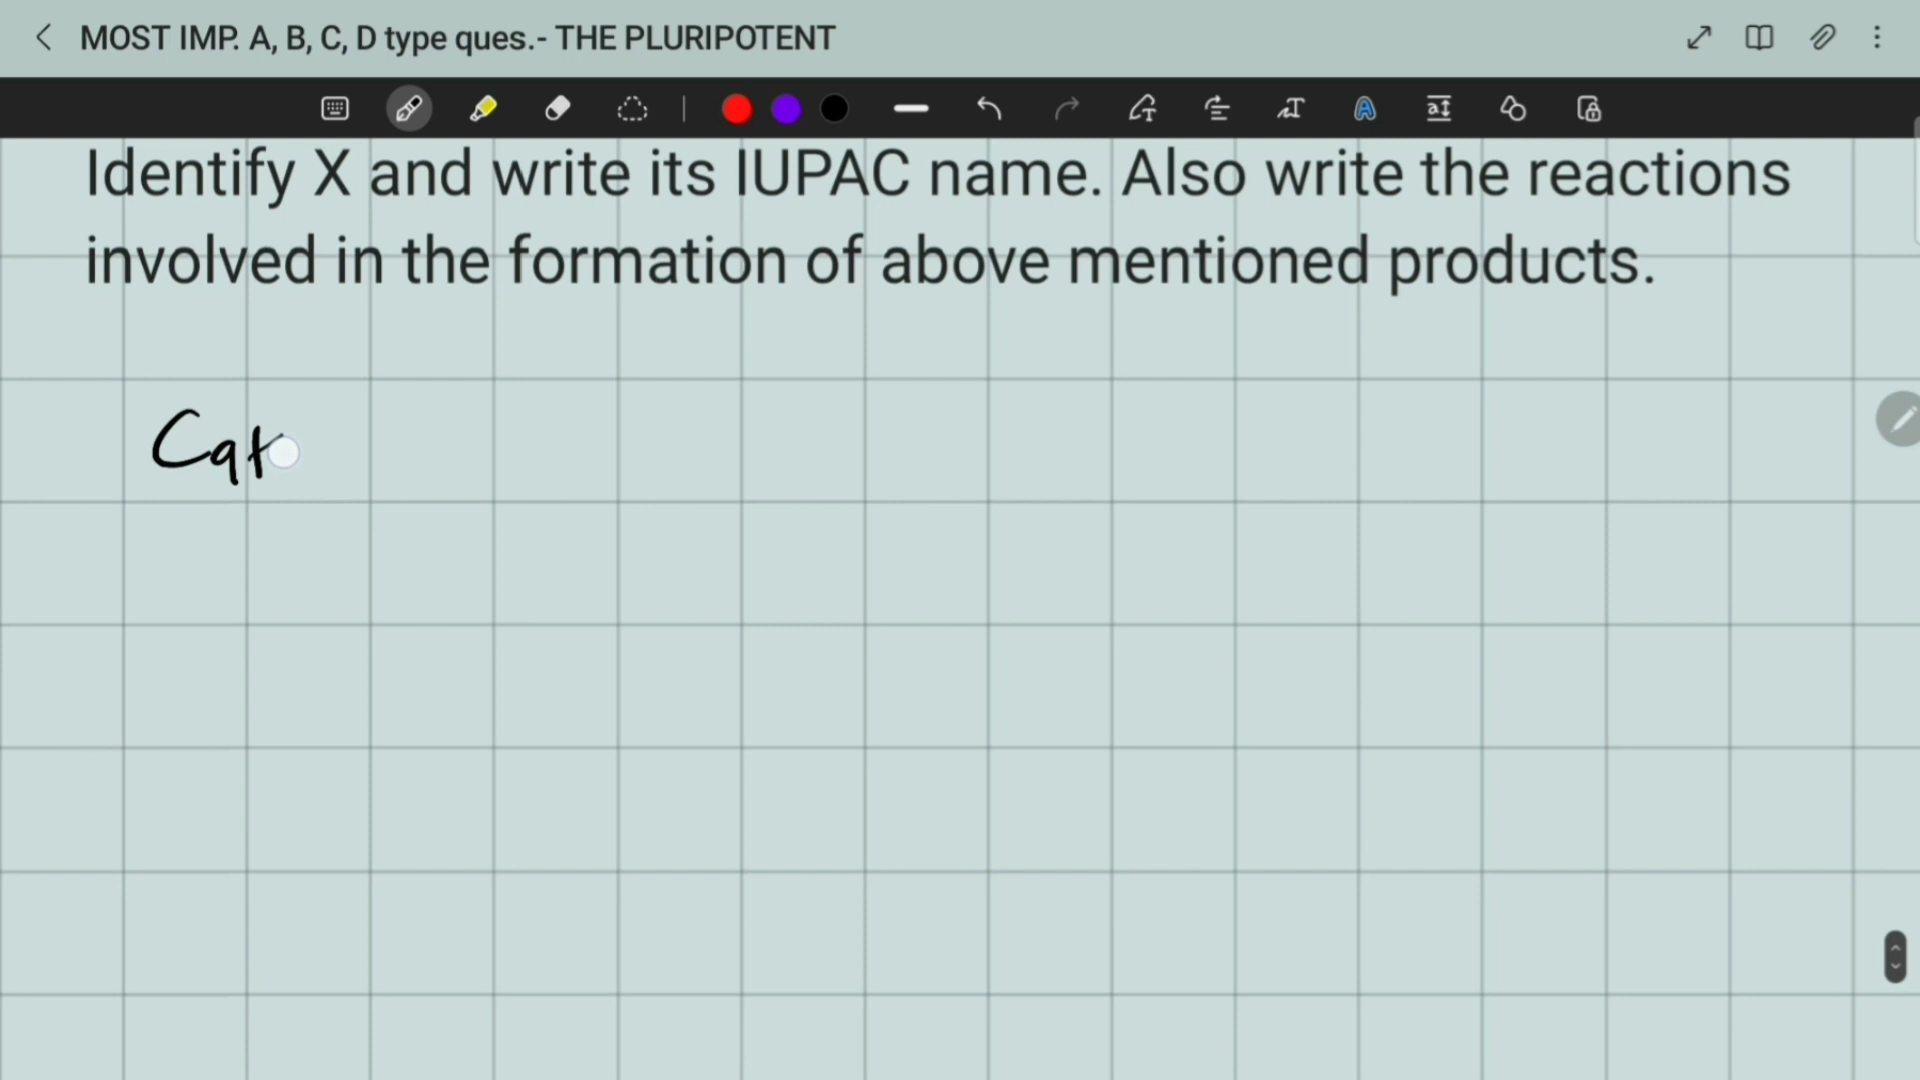 MOST IMP. A, B, C, D type ques.- THE PLURIPOTENT
Identify X and write its IUPAC name. Also write the reactions
involved in the formation of above mentioned products.